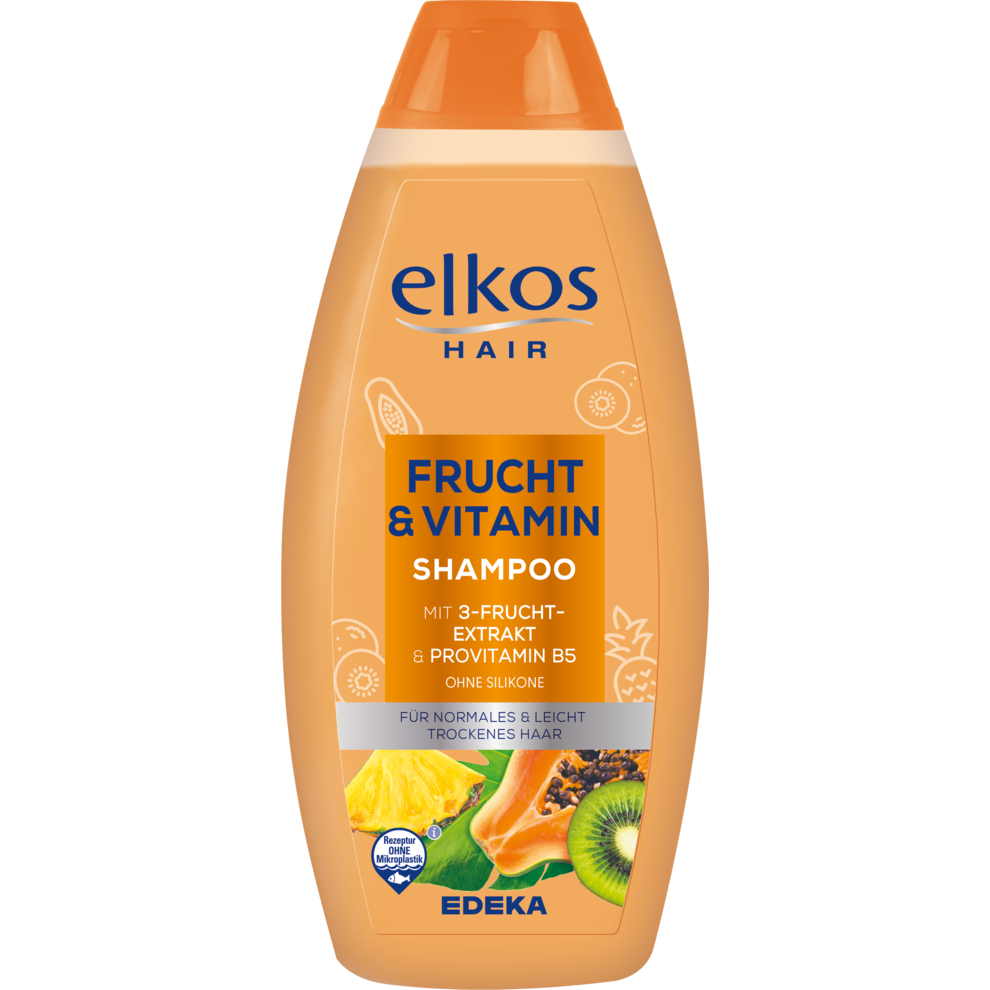 elkos
HAIR
FRUCHT
& VITAMIN
SHAMPOO
MIT 3-FRUCHT-
EXTRAKT
& PROVITAMIN B5
OHNE SILIKONE
FÜR NORMALES & LEICHT
TROCKENES HAAR
i
Rezeptur
OHNE
Mikroplastik
EDEKA